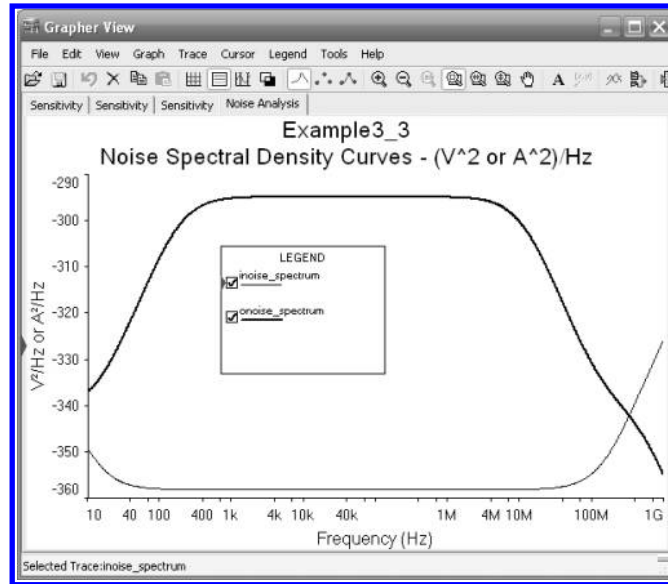 Grapher View
File Edit View Graph Trace Cursor Legend Tools Help
Sensitivity Sensitivity Sensitivity Noise Analysis
Example3_3
Noise Spectral Density Curves - (V^2 or A^2)/Hz
V²/Hz or A²/Hz
-290
-300
-310
-320
-330
-340
-350
-360
LEGEND
inoise_spectrum
onoise_spectrum
10 40 100 400 1k 4k 10k 40k 1M 4M 10M 100M 1G
Frequency (Hz)
Selected Trace:inoise_spectrum